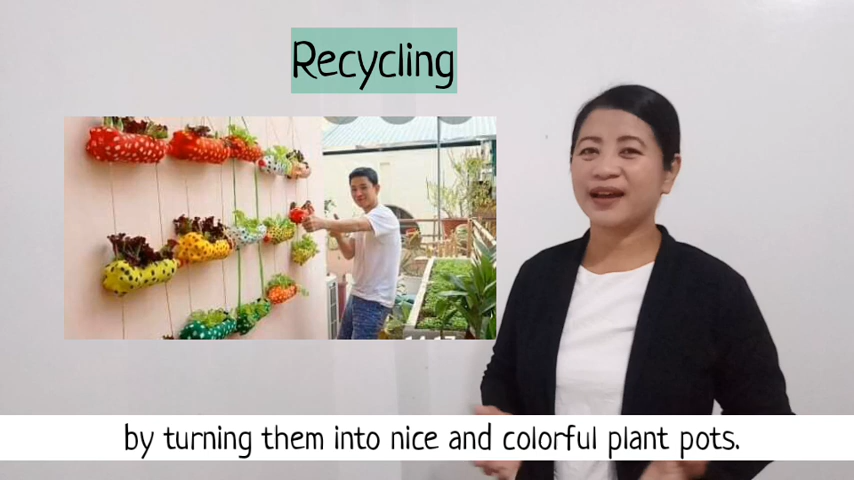 Recycling
by turning them into nice and colorful plant pots.